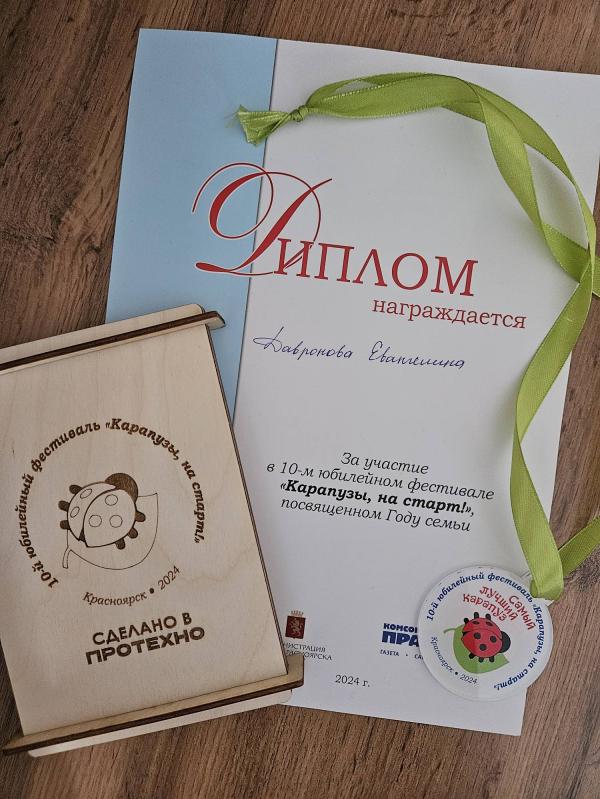 Диплом
награждается
Давронова Евангелина
За участие
в 10-м юбилейном фестивале
«Карапузы, на старт!»,
посвященном Году семьи
2024 г.
10-й юбилейный фестиваль «Карапузы, на старт!»
Красноярск • 2024
СДЕЛАНО В
ПРОТЕХНО
10-й юбилейный фестиваль «Карапузы, на старт!»
самый
лучший
карапуз
Красноярск • 2024